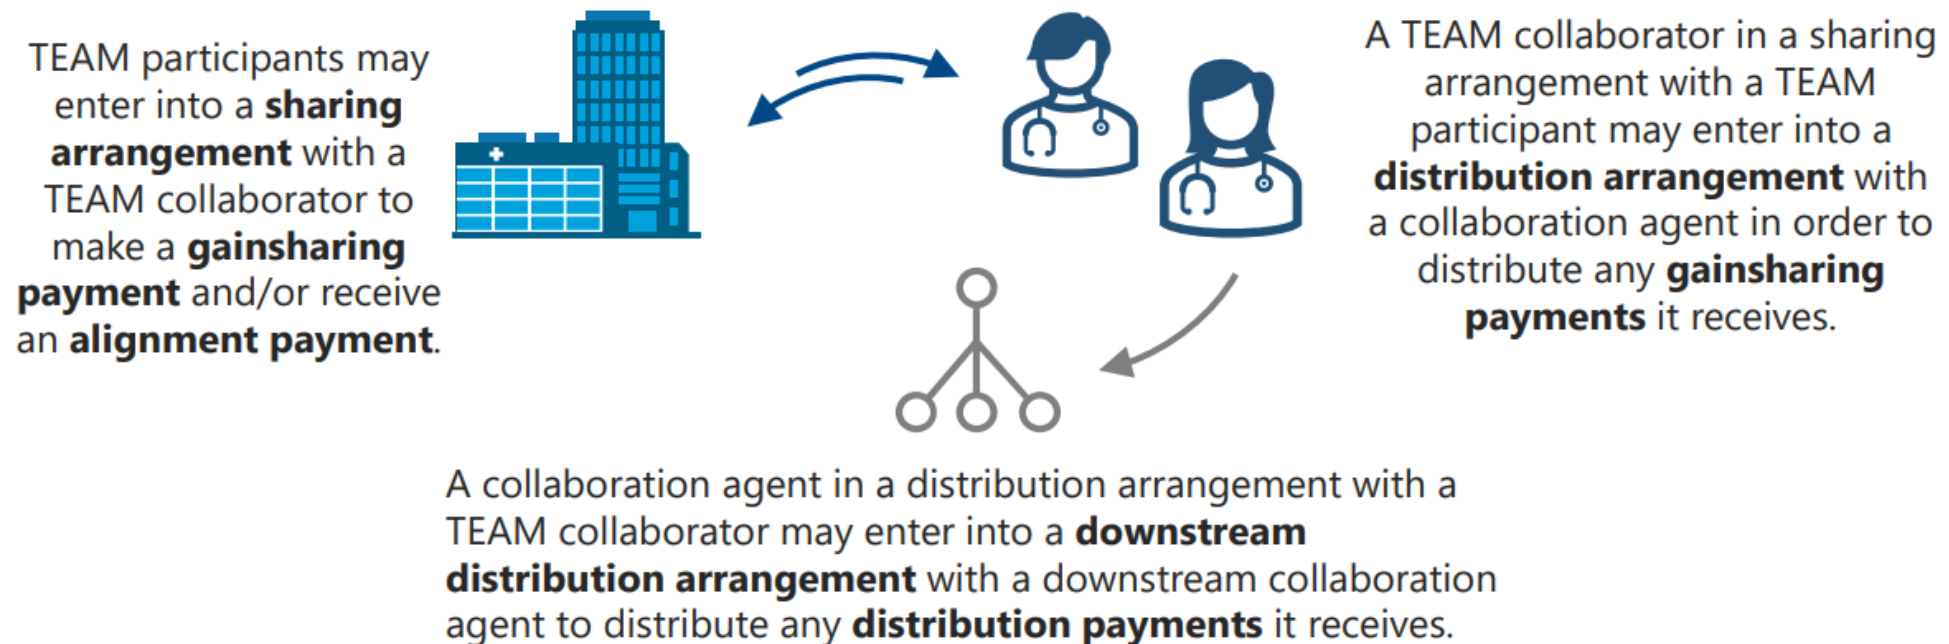 TEAM participants may
enter into a sharing
arrangement with a
TEAM collaborator to
make a gainsharing
payment and/or receive
an alignment payment.
A TEAM collaborator in a sharing
arrangement with a TEAM
participant may enter into a
distribution arrangement with
a collaboration agent in order to
distribute any gainsharing
payments it receives.
A collaboration agent in a distribution arrangement with a
TEAM collaborator may enter into a downstream
distribution arrangement with a downstream collaboration
agent to distribute any distribution payments it receives.